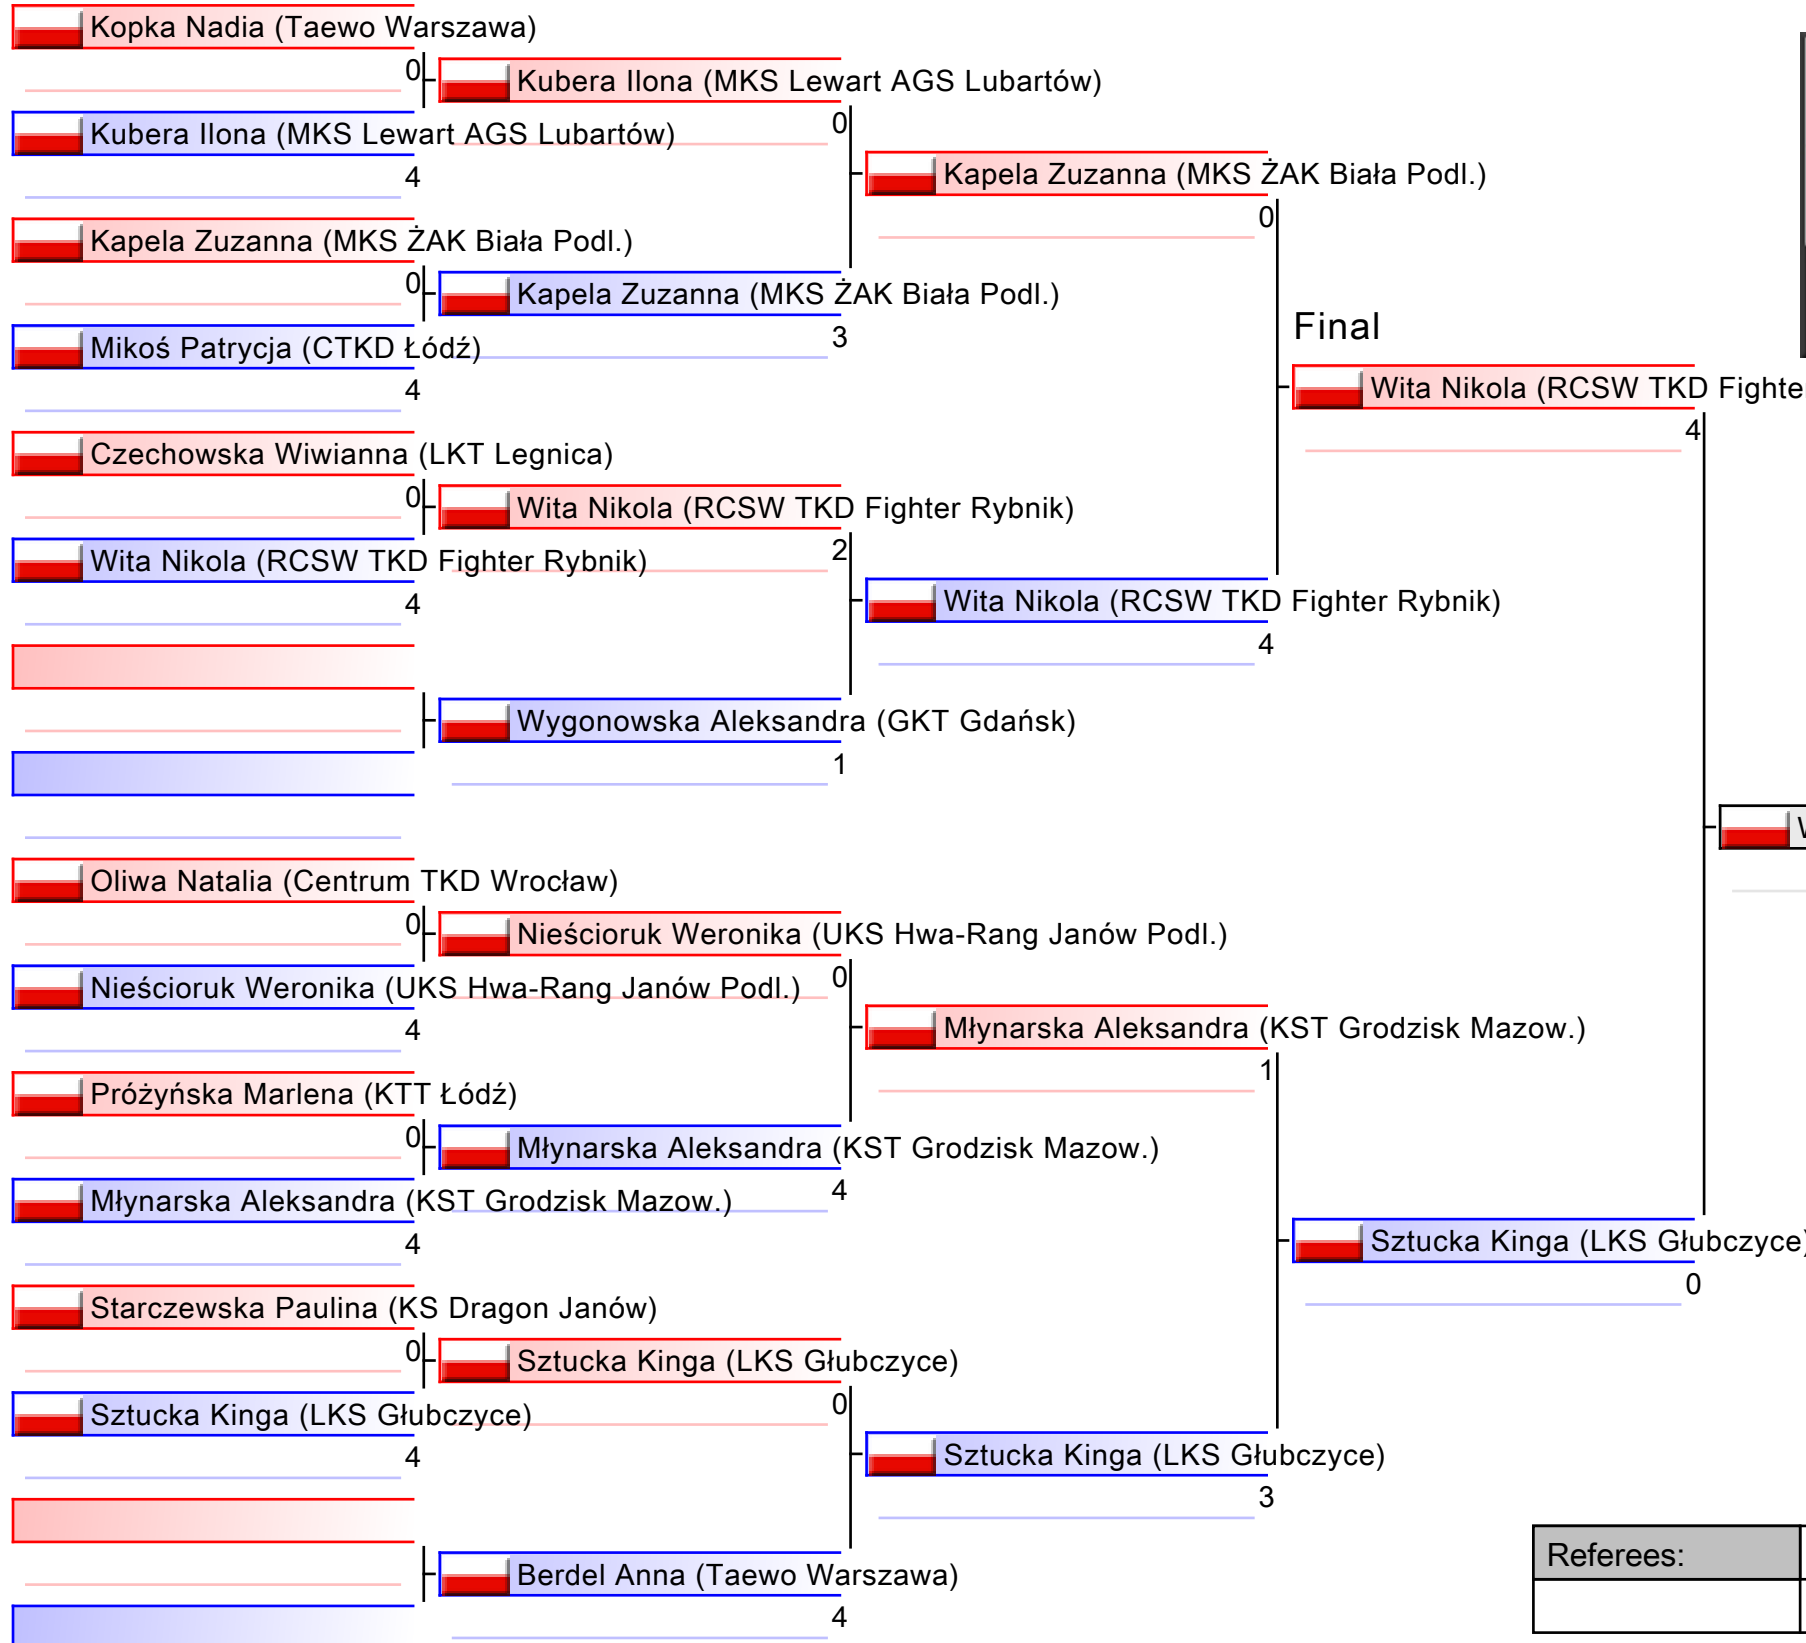 Kopka Nadia (Taewo Warszawa)
0
Kubera Ilona (MKS Lewart AGS Lubartów)
4
Kapela Zuzanna (MKS ŻAK Biała Podl.)
0
Mikoś Patrycja (CTKD Łódź)
4
Czechowska Wiwianna (LKT Legnica)
0
Wita Nikola (RCSW TKD Fighter Rybnik)
4
Oliwa Natalia (Centrum TKD Wrocław)
0
Nieścioruk Weronika (UKS Hwa-Rang Janów Podl.)
4
Próżyńska Marlena (KTT Łódź)
0
Młynarska Aleksandra (KST Grodzisk Mazow.)
4
Starczewska Paulina (KS Dragon Janów)
0
Sztucka Kinga (LKS Głubczyce)
4
Kubera Ilona (MKS Lewart AGS Lubartów)
0
Kapela Zuzanna (MKS ŻAK Biała Podl.)
3
Wita Nikola (RCSW TKD Fighter Rybnik)
2
Wygonowska Aleksandra (GKT Gdańsk)
1
Nieścioruk Weronika (UKS Hwa-Rang Janów Podl.)
0
Młynarska Aleksandra (KST Grodzisk Mazow.)
4
Sztucka Kinga (LKS Głubczyce)
0
Berdel Anna (Taewo Warszawa)
4
Kapela Zuzanna (MKS ŻAK Biała Podl.)
0
Wita Nikola (RCSW TKD Fighter Rybnik)
4
Młynarska Aleksandra (KST Grodzisk Mazow.)
1
Sztucka Kinga (LKS Głubczyce)
3
Final
Wita Nikola (RCSW TKD Fighte
4
Sztucka Kinga (LKS Głubczyce)
0
Referees: